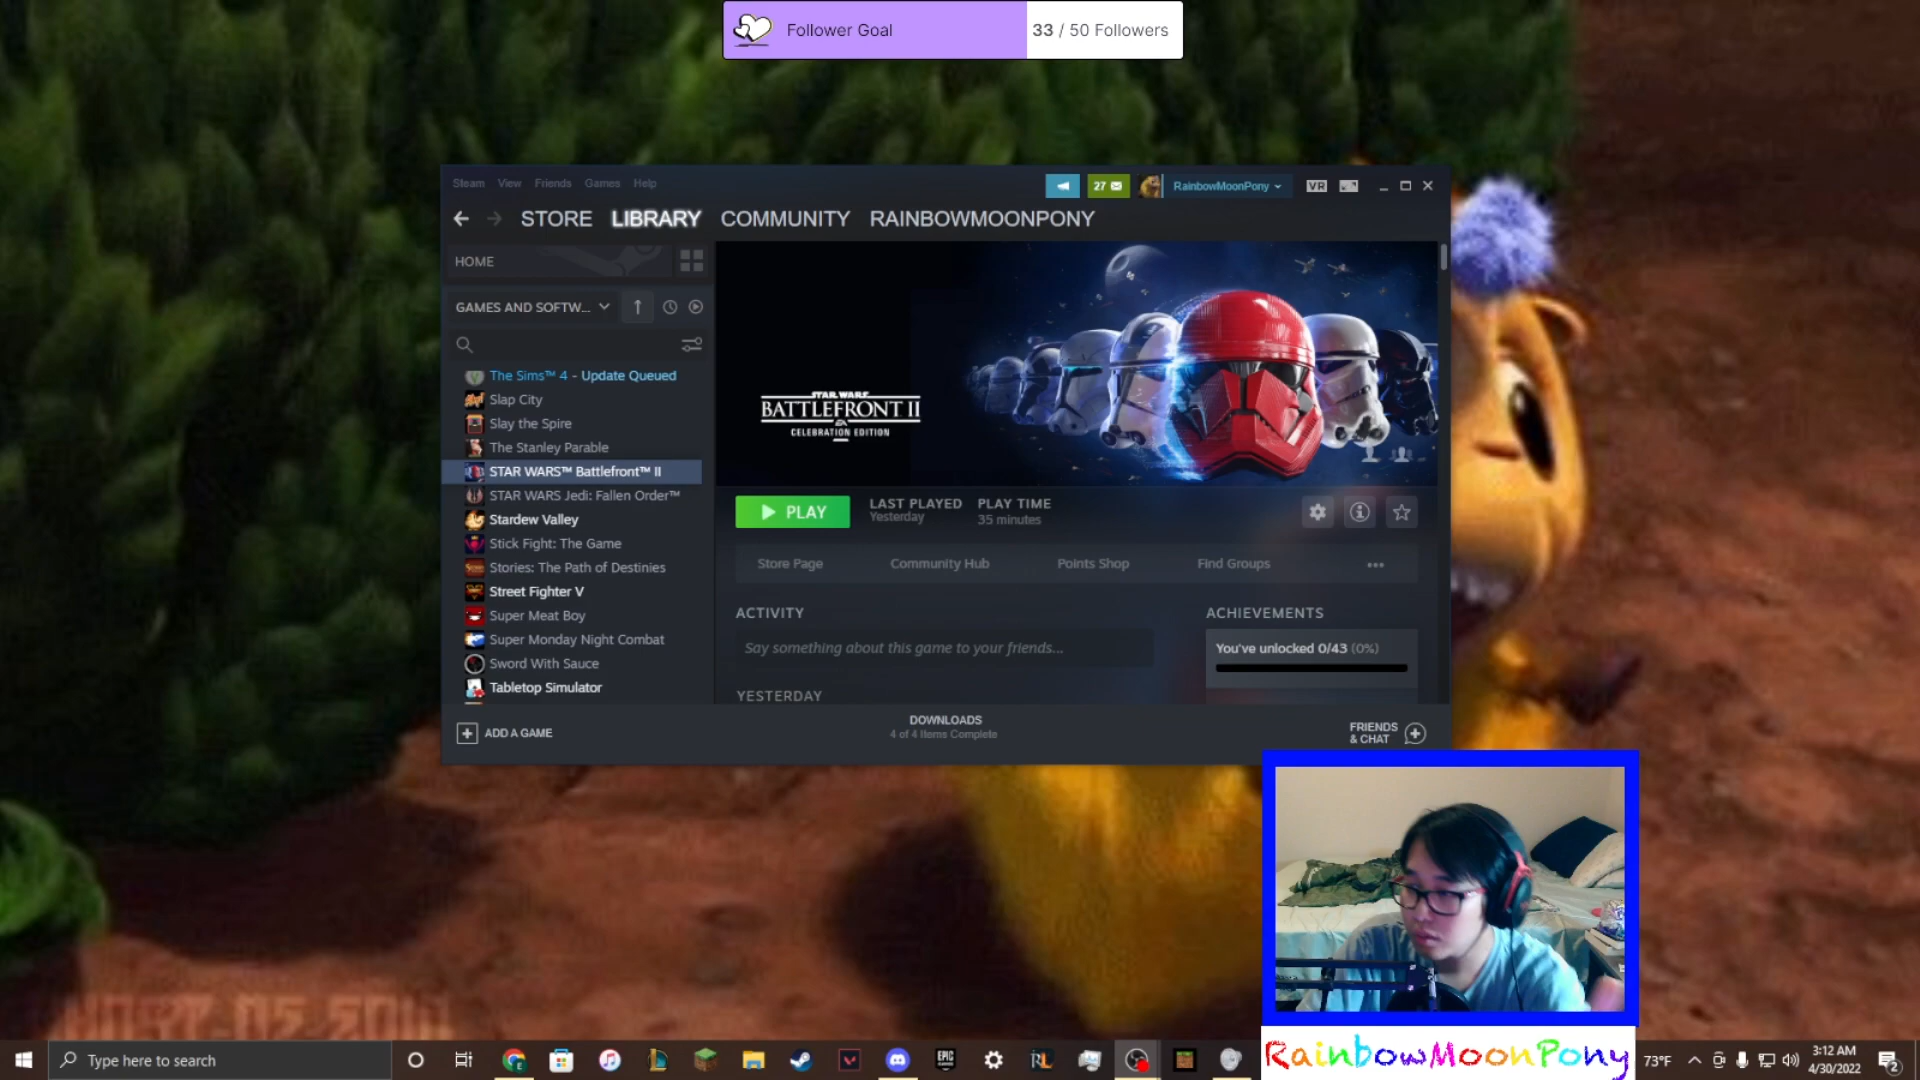 Follower Goal
33 / 50 Followers
Steam View Friends Games Help
27
RainbowMoonPony
VR
STORE LIBRARY COMMUNITY RAINBOWMOONPONY
HOME
GAMES AND SOFTW...
The Sims™ 4 - Update Queued
Slap City
Slay the Spire
The Stanley Parable
STAR WARS™ Battlefront™ II
STAR WARS Jedi: Fallen Order™
Stardew Valley
Stick Fight: The Game
Stories: The Path of Destinies
Street Fighter V
Super Meat Boy
Super Monday Night Combat
Sword With Sauce
Tabletop Simulator
STAR WARS
BATTLEFRONT II
CELEBRATION EDITION
PLAY
LAST PLAYED
Yesterday
PLAY TIME
35 minutes
Store Page Community Hub Points Shop Find Groups ...
ACTIVITY
Say something about this game to your friends...
YESTERDAY
ACHIEVEMENTS
You've unlocked 0/43 (0%)
ADD A GAME
DOWNLOADS
4 of 4 Items Complete
FRIENDS
& CHAT
RainbowMoonPony
Type here to search
EPIC
RL
73°F
3:12 AM
4/30/2022
2